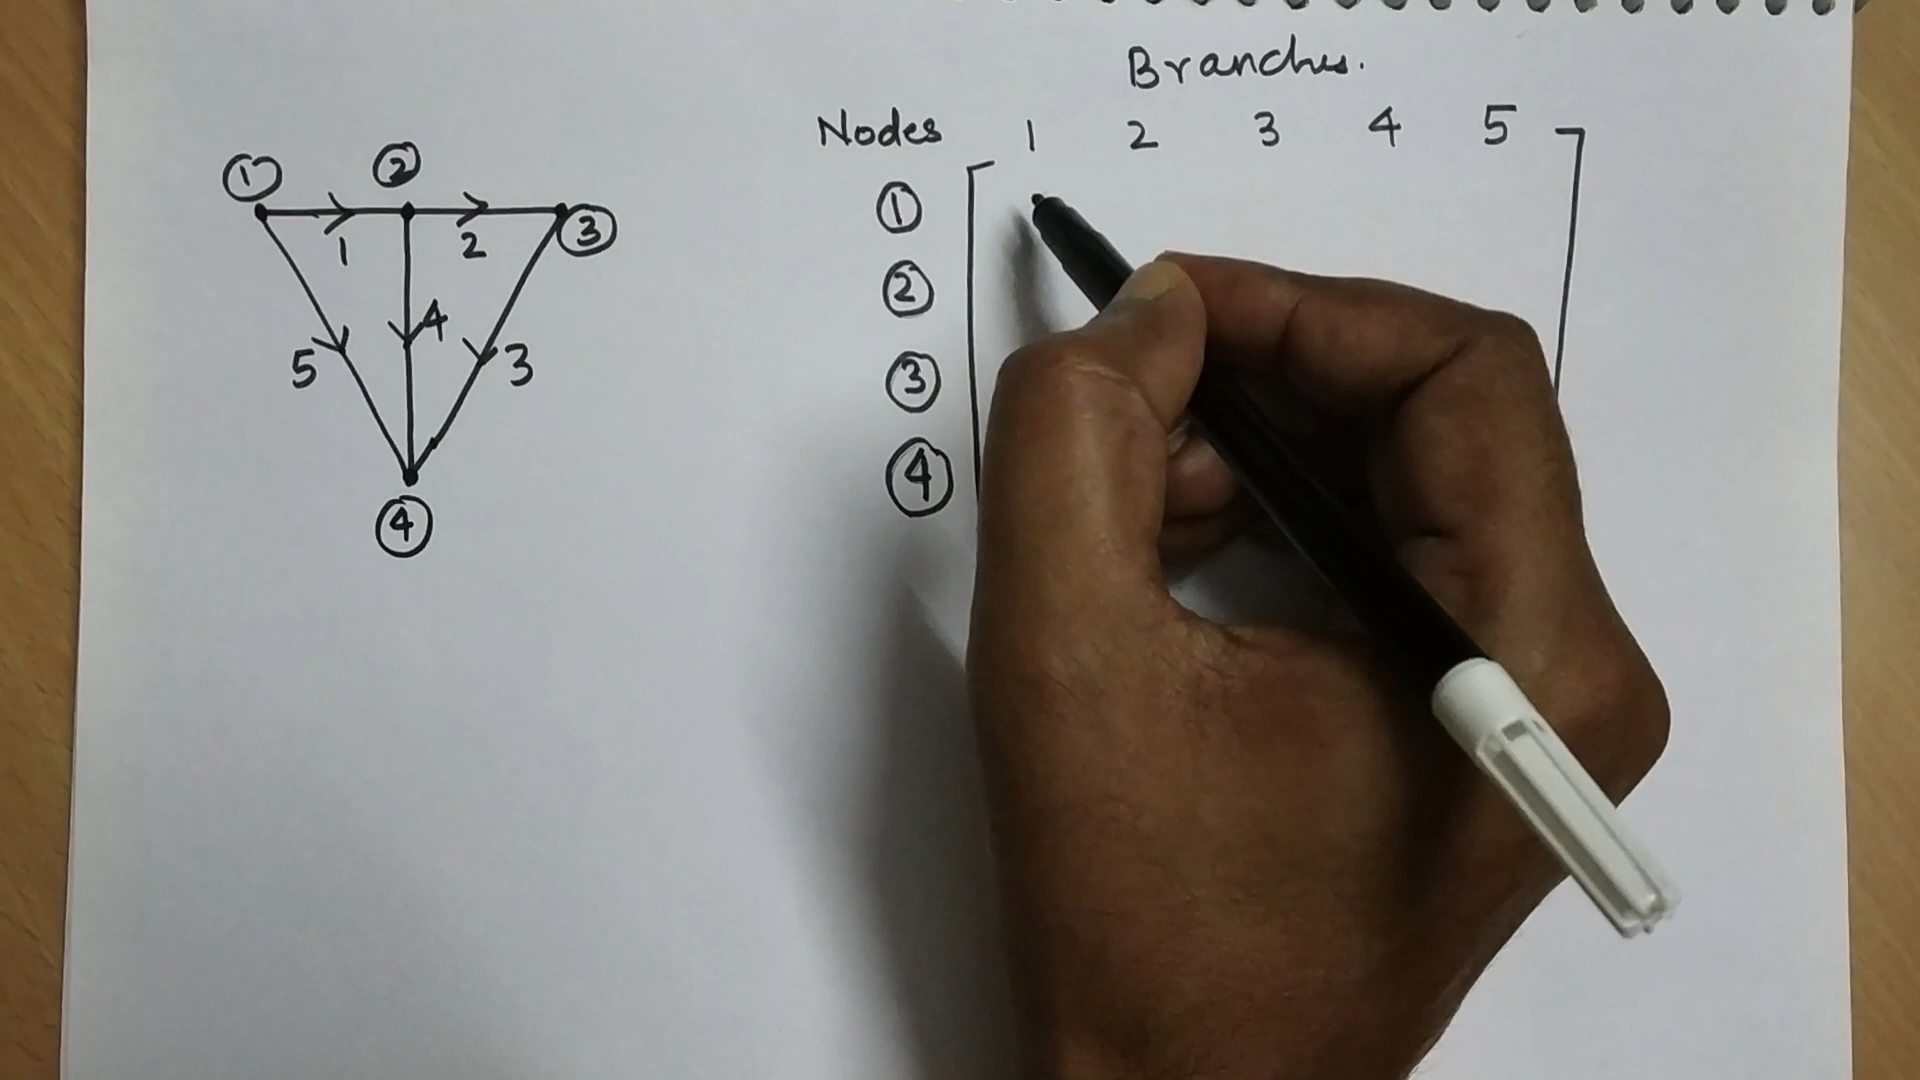 Branches.
Nodes 1 2 3 4 5
① ② ③
1 2
5 4 3
④
①
②
③
④